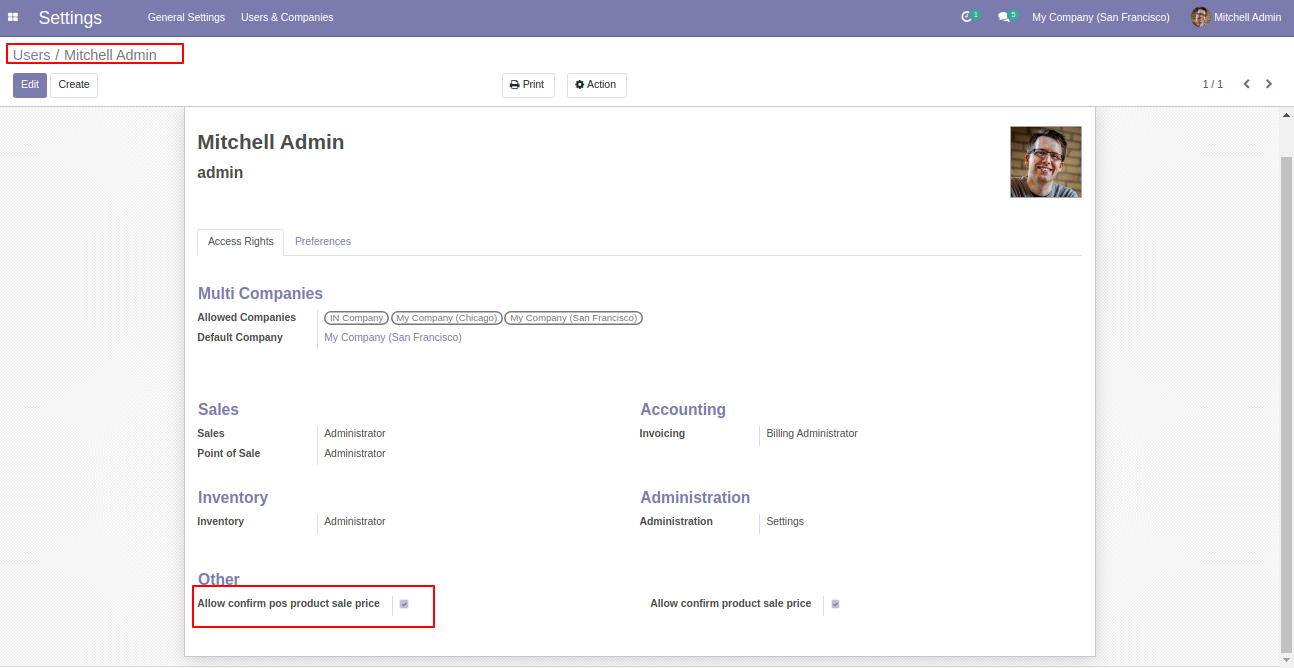 Settings General Settings Users & Companies 1 5 My Company (San Francisco) Mitchell Admin
Users / Mitchell Admin
Edit Create Print Action 1 / 1
Mitchell Admin
admin
Access Rights Preferences
Multi Companies
Allowed Companies IN Company My Company (Chicago) My Company (San Francisco)
Default Company My Company (San Francisco)
Sales Accounting
Sales Administrator Invoicing Billing Administrator
Point of Sale Administrator
Inventory Administration
Inventory Administrator Administration Settings
Other
Allow confirm pos product sale price Allow confirm product sale price